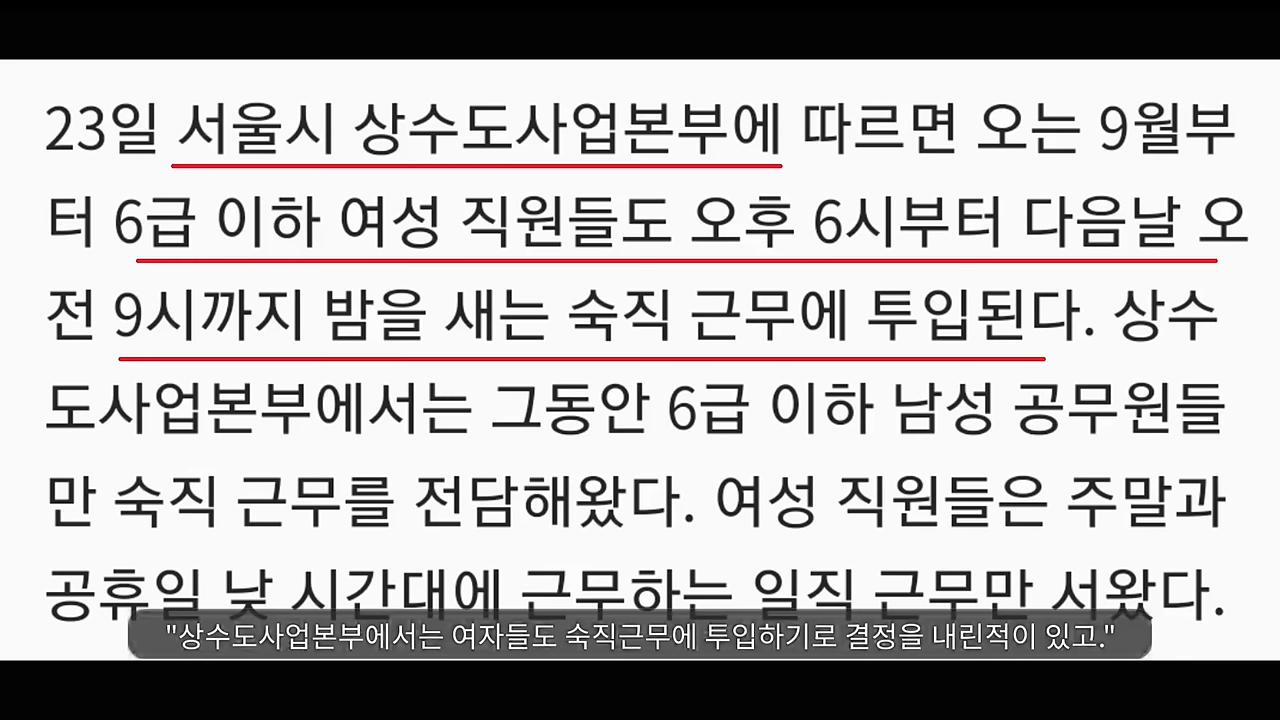 23일 서울시 상수도사업본부에 따르면 오는 9월부
터 6급 이하 여성 직원들도 오후 6시부터 다음날 오
전 9시까지 밤을 새는 숙직 근무에 투입된다. 상수
도사업본부에서는 그동안 6급 이하 남성 공무원들
만 숙직 근무를 전담해왔다. 여성 직원들은 주말과
공휴일 낮 시간대에 근무하는 일직 근무만 서왔다.
"상수도사업본부에서는 여자들도 숙직근무에 투입하기로 결정을 내린적이 있고."